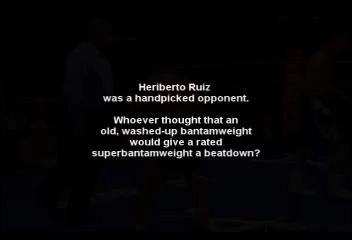 Heriberto Ruiz
was a handpicked opponent.
Whoever thought that an
old, washed-up bantamweight
would give a rated
superbantamweight a beatdown?